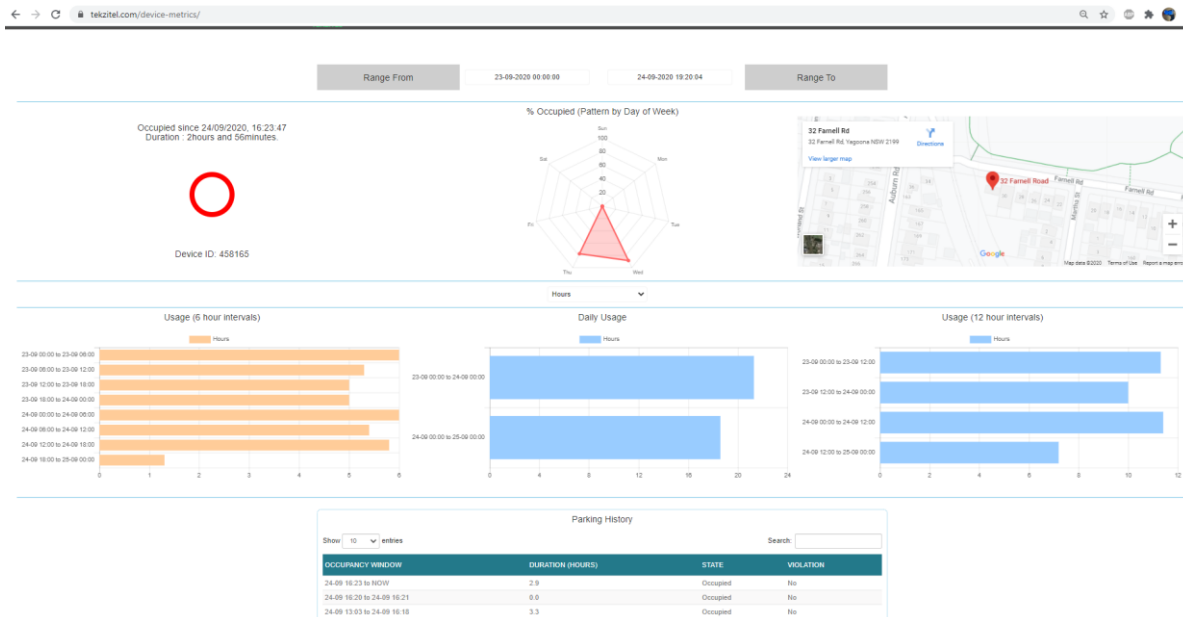 tekzitel.com/device-metrics/
Range From
23-09-2020 00:00:00
24-09-2020 19:20:04
Range To
Occupied since 24/09/2020, 16:23:47
Duration : 2hours and 56minutes.
Device ID: 458165
% Occupied (Pattern by Day of Week)
Sun
100
80
60
40
20
Sat
Mon
Fri
Tue
Thu
Wed
32 Farnell Rd
32 Farnell Rd, Yagoona NSW 2199
Directions
View larger map
32 Farnell Road
Farnell Rd
Farnell Rd
Auburn Rd
Martha St
Google
Map data ©2020 Terms of Use Report a map error
Hours
Usage (6 hour intervals)
Hours
23-09 00:00 to 23-09 06:00
23-09 06:00 to 23-09 12:00
23-09 12:00 to 23-09 18:00
23-09 18:00 to 24-09 00:00
24-09 00:00 to 24-09 06:00
24-09 06:00 to 24-09 12:00
24-09 12:00 to 24-09 18:00
24-09 18:00 to 25-09 00:00
0 1 2 3 4 5 6
Daily Usage
Hours
23-09 00:00 to 24-09 00:00
24-09 00:00 to 25-09 00:00
0 4 8 12 16 20 24
Usage (12 hour intervals)
Hours
23-09 00:00 to 23-09 12:00
23-09 12:00 to 24-09 00:00
24-09 00:00 to 24-09 12:00
24-09 12:00 to 25-09 00:00
0 2 4 6 8 10 12
Parking History
Show 10 entries
Search:
OCCUPANCY WINDOW DURATION (HOURS) STATE VIOLATION
24-09 16:23 to NOW 2.9 Occupied No
24-09 16:20 to 24-09 16:21 0.0 Occupied No
24-09 13:03 to 24-09 16:18 3.3 Occupied No